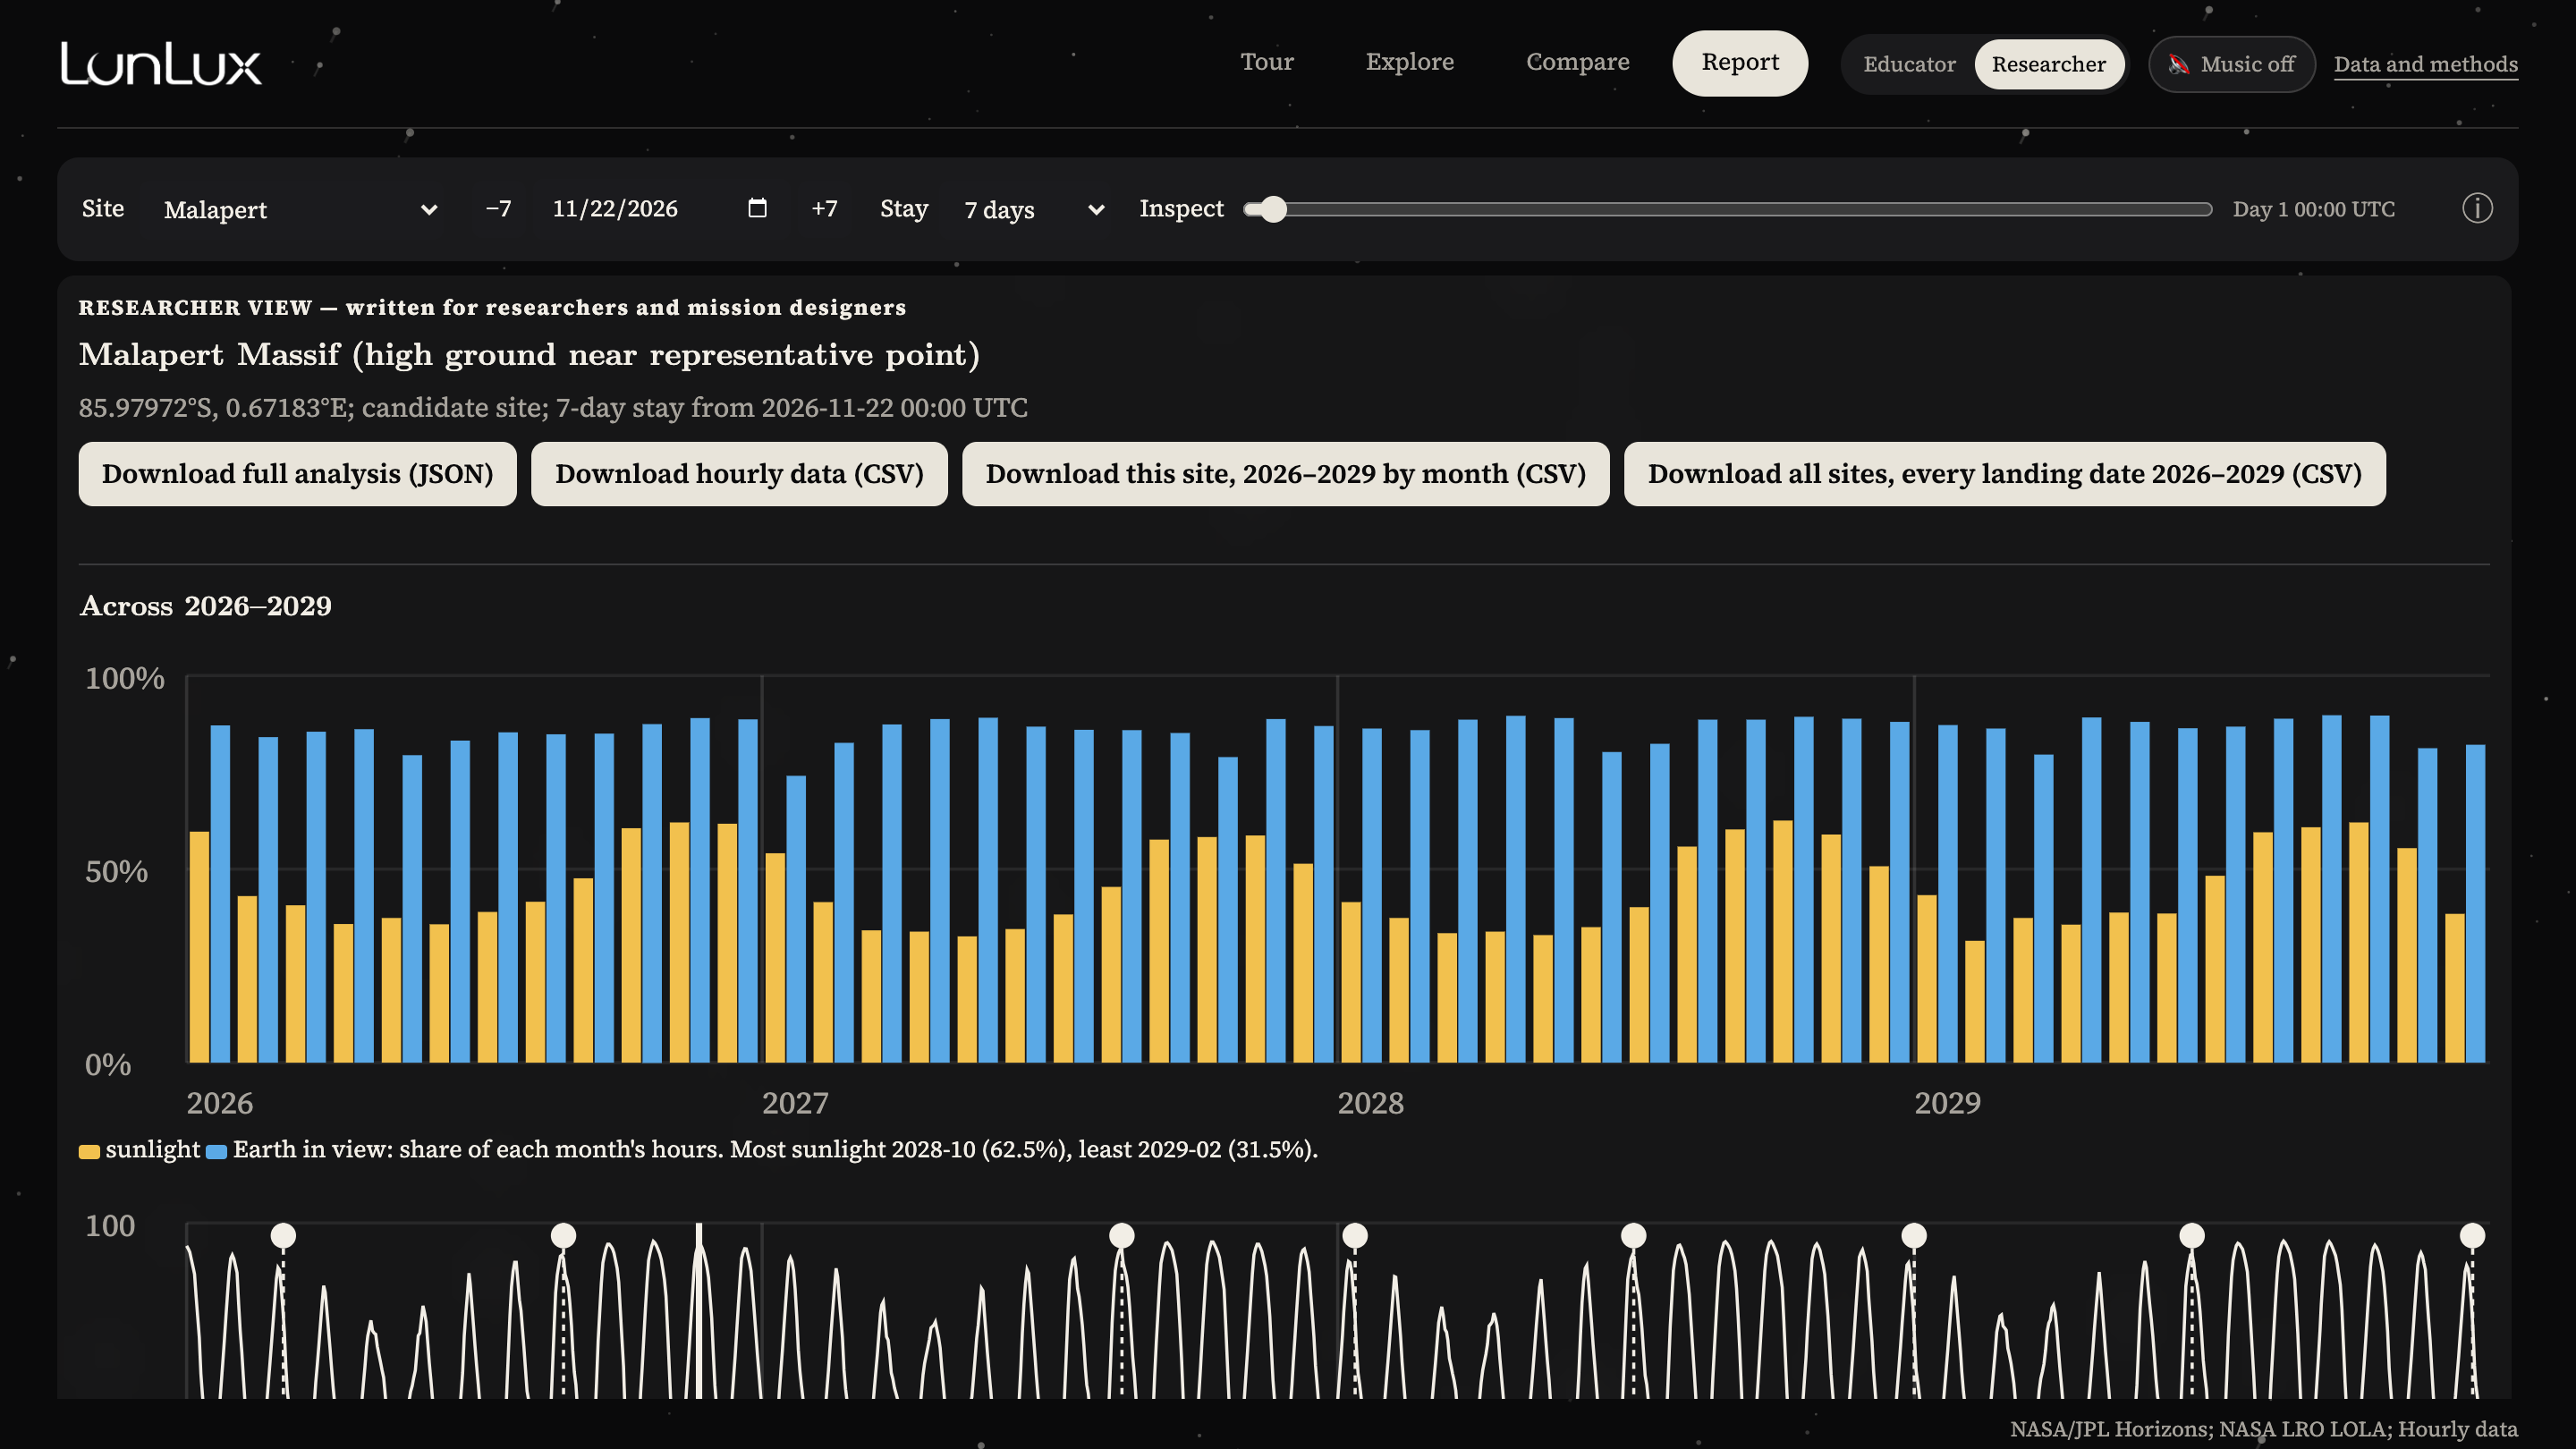 LunLux
Tour Explore Compare Report Educator Researcher Music off Data and methods
Site Malapert −7 11/22/2026 +7 Stay 7 days Inspect Day 1 00:00 UTC
RESEARCHER VIEW — written for researchers and mission designers
Malapert Massif (high ground near representative point)
85.97972°S, 0.67183°E; candidate site; 7-day stay from 2026-11-22 00:00 UTC
Download full analysis (JSON) Download hourly data (CSV) Download this site, 2026–2029 by month (CSV) Download all sites, every landing date 2026–2029 (CSV)
Across 2026–2029
100%
50%
0%
2026 2027 2028 2029
sunlight Earth in view: share of each month's hours. Most sunlight 2028-10 (62.5%), least 2029-02 (31.5%).
100
NASA/JPL Horizons; NASA LRO LOLA; Hourly data